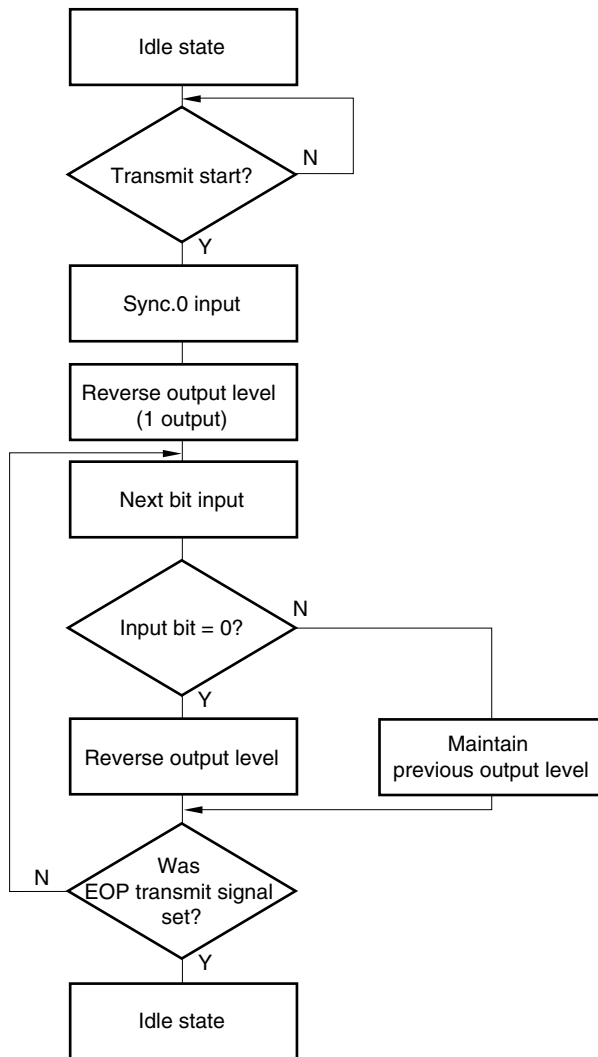 Idle state
N
Transmit start?
Y
Sync.0 input
Reverse output level
(1 output)
Next bit input
N
Input bit = 0?
Y
Reverse output level
Maintain
previous output level
Was
N
EOP transmit signal
set?
Y
Idle state